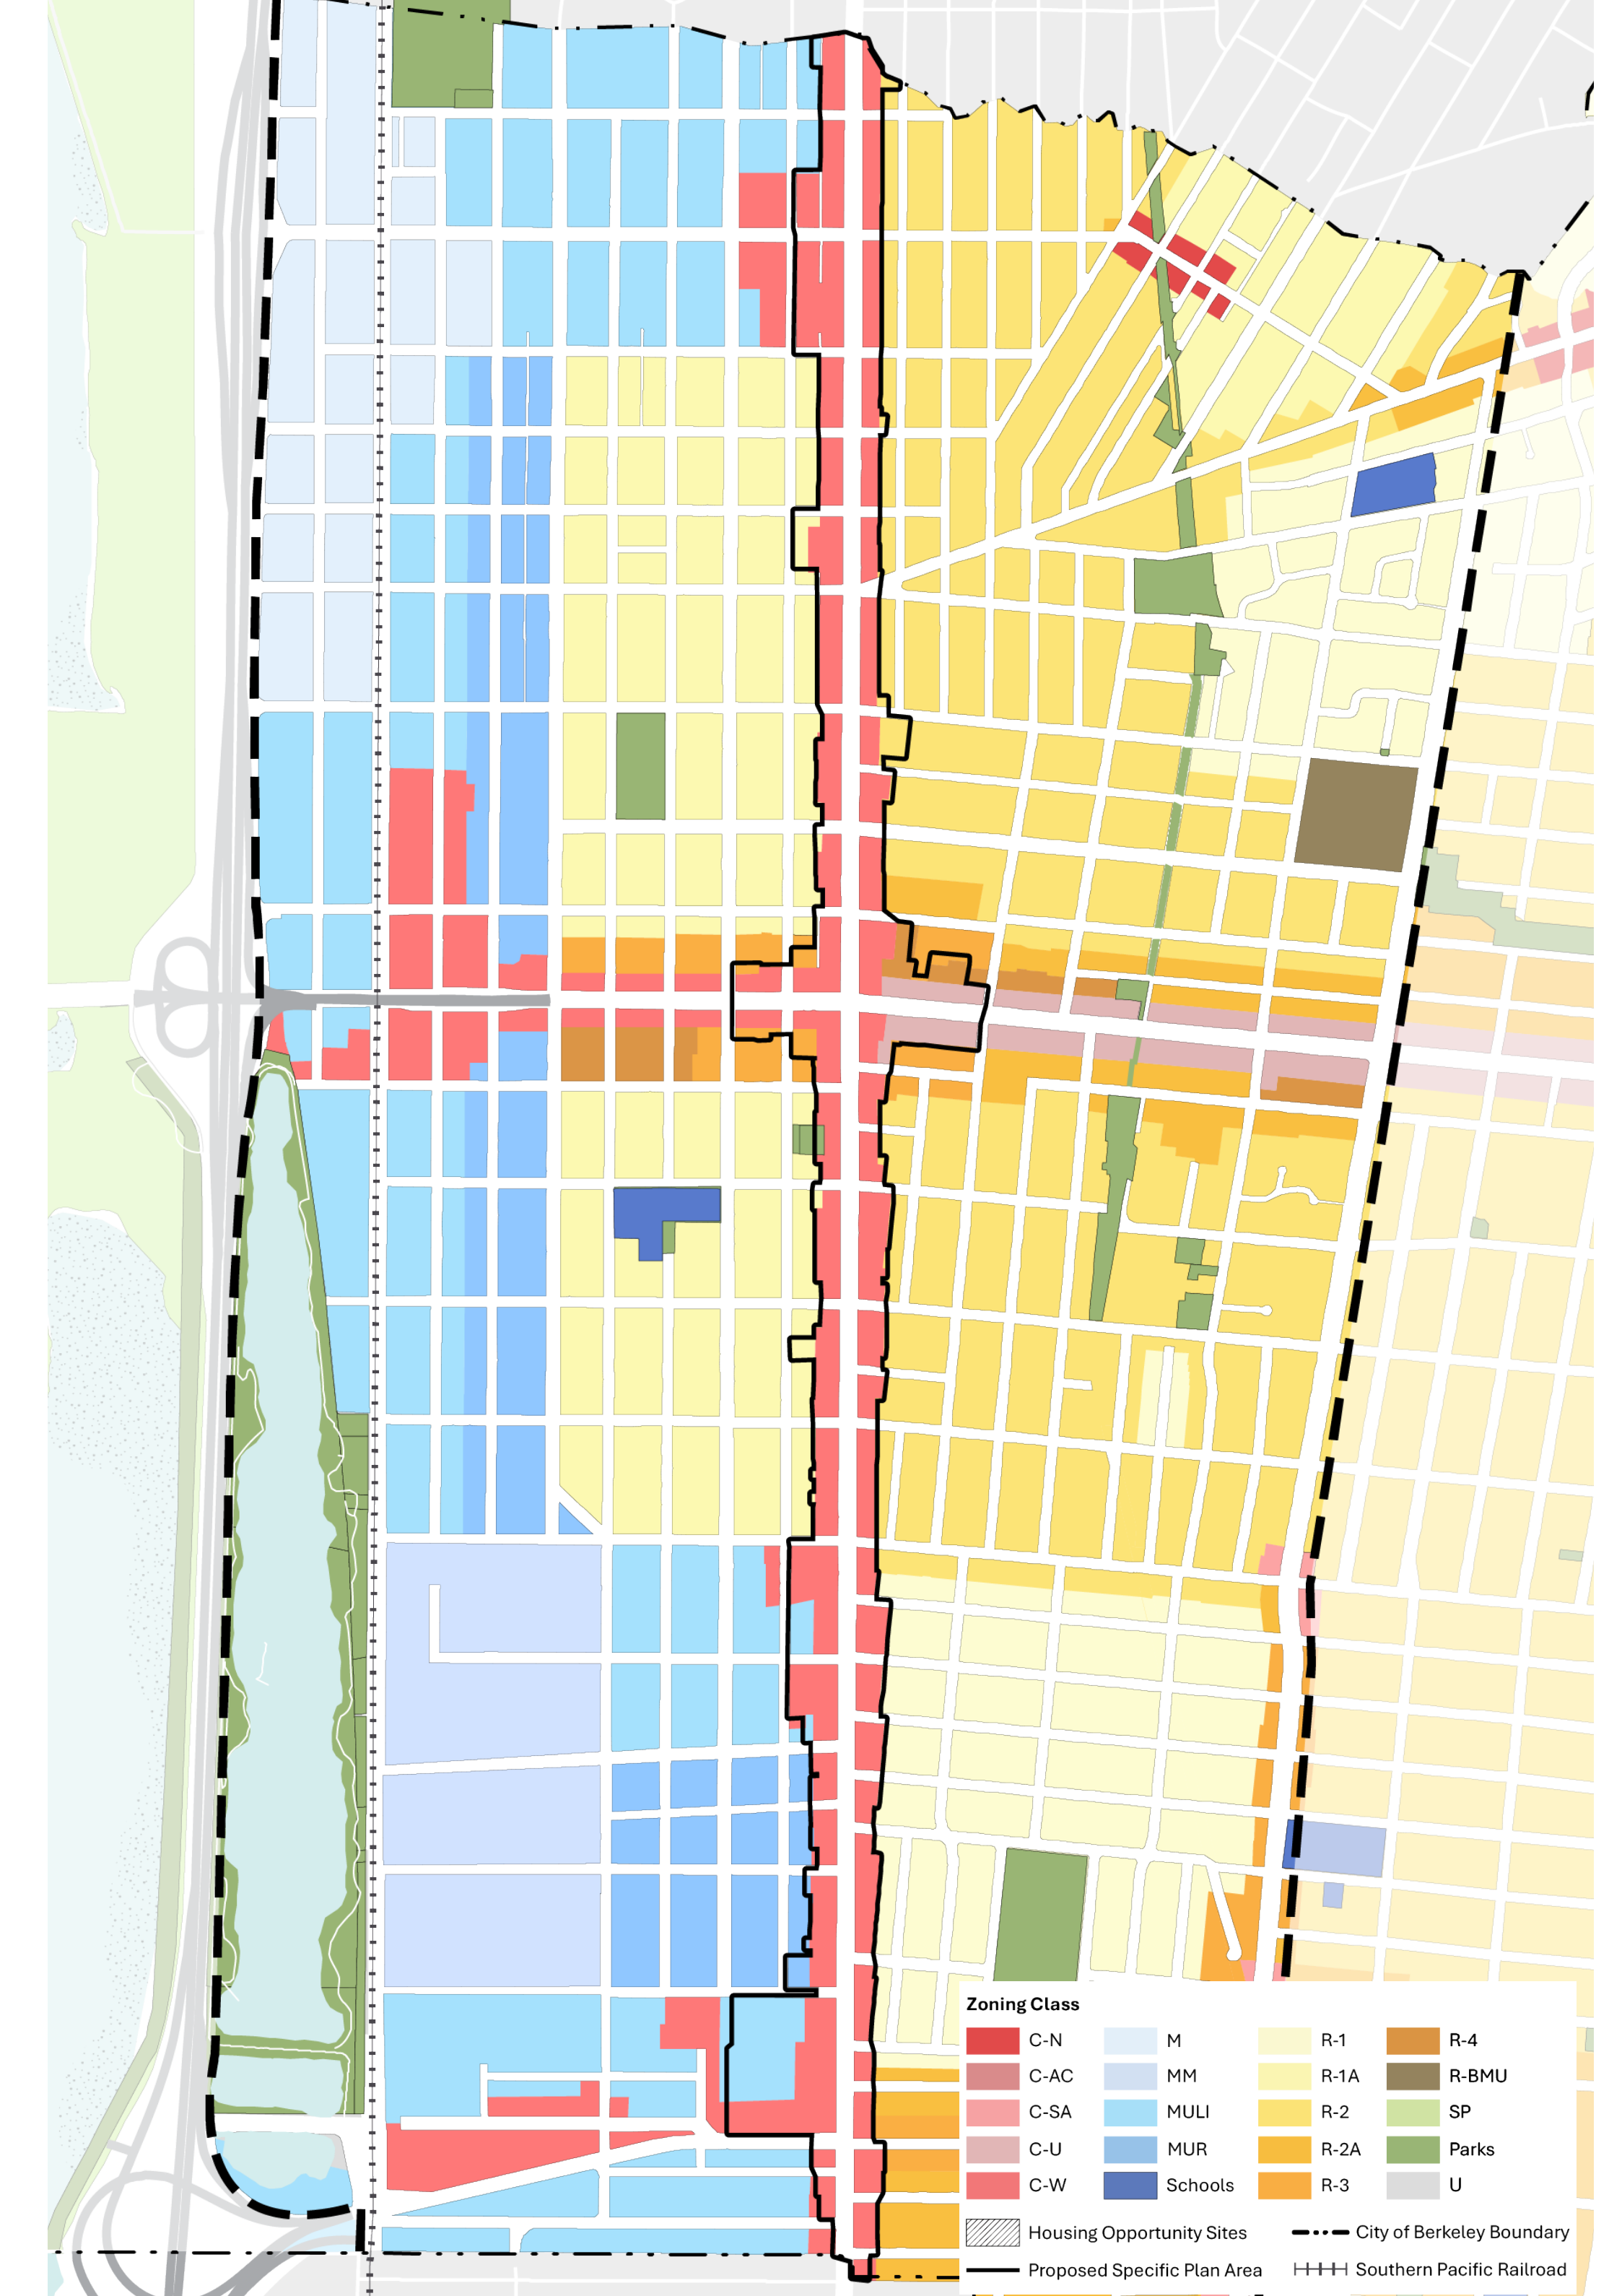 Zoning Class
C-N
C-AC
C-SA
C-U
C-W
M
MM
MULI
MUR
Schools
R-1
R-1A
R-2
R-2A
R-3
R-4
R-BMU
SP
Parks
U
Housing Opportunity Sites
City of Berkeley Boundary
Proposed Specific Plan Area
Southern Pacific Railroad